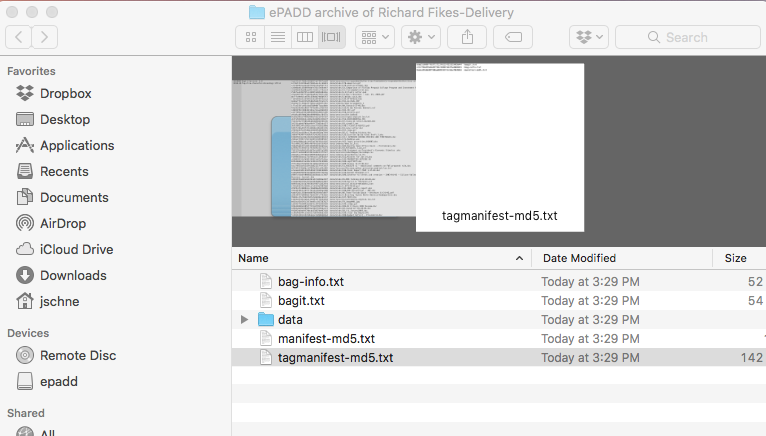 ePADD archive of Richard Fikes-Delivery
Search
Favorites
Dropbox
Desktop
Applications
Recents
Documents
AirDrop
iCloud Drive
Downloads
jschne
Devices
Remote Disc
epadd
Shared
All
tagmanifest-md5.txt
Name Date Modified Size
bag-info.txt Today at 3:29 PM 52
bagit.txt Today at 3:29 PM 54
data Today at 3:29 PM
manifest-md5.txt Today at 3:29 PM
tagmanifest-md5.txt Today at 3:29 PM 142